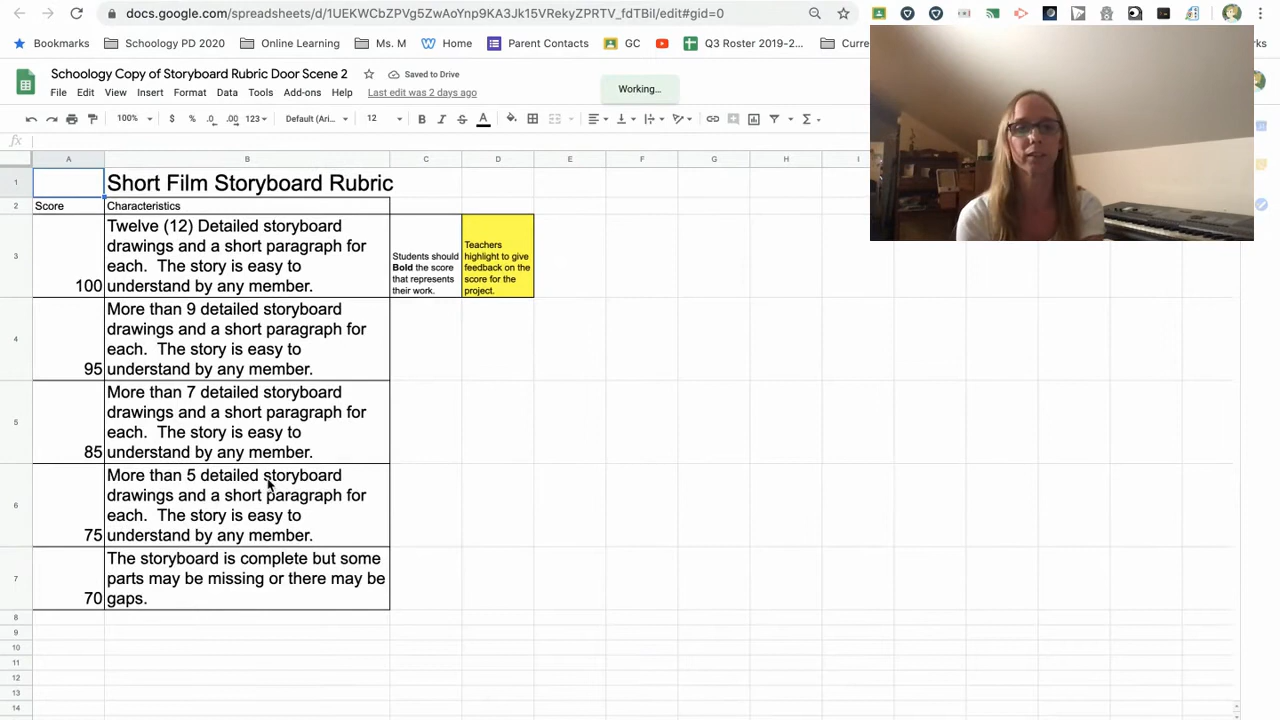 docs.google.com/spreadsheets/d/1UEKWCbZPVg5ZwAoYnp9KA3Jk15VRekyZPRTV_fdTBiI/edit#gid=0
Bookmarks Schoology PD 2020 Online Learning Ms. M Home Parent Contacts GC Q3 Roster 2019-2... Curre
Schoology Copy of Storyboard Rubric Door Scene 2 Saved to Drive
Working...
File Edit View Insert Format Data Tools Add-ons Help Last edit was 2 days ago
100% $ % .0 .00 123 Default (Ari... 12 B I S A
fx
A B C D E F G H I
1 Short Film Storyboard Rubric
2 Score Characteristics
3
Twelve (12) Detailed storyboard
drawings and a short paragraph for
each. The story is easy to
understand by any member.
100
Students should
Bold the score
that represents
their work.
Teachers
highlight to give
feedback on the
score for the
project.
4
More than 9 detailed storyboard
drawings and a short paragraph for
each. The story is easy to
understand by any member.
95
5
More than 7 detailed storyboard
drawings and a short paragraph for
each. The story is easy to
understand by any member.
85
6
More than 5 detailed storyboard
drawings and a short paragraph for
each. The story is easy to
understand by any member.
75
7
The storyboard is complete but some
parts may be missing or there may be
gaps.
70
8
9
10
11
12
13
14